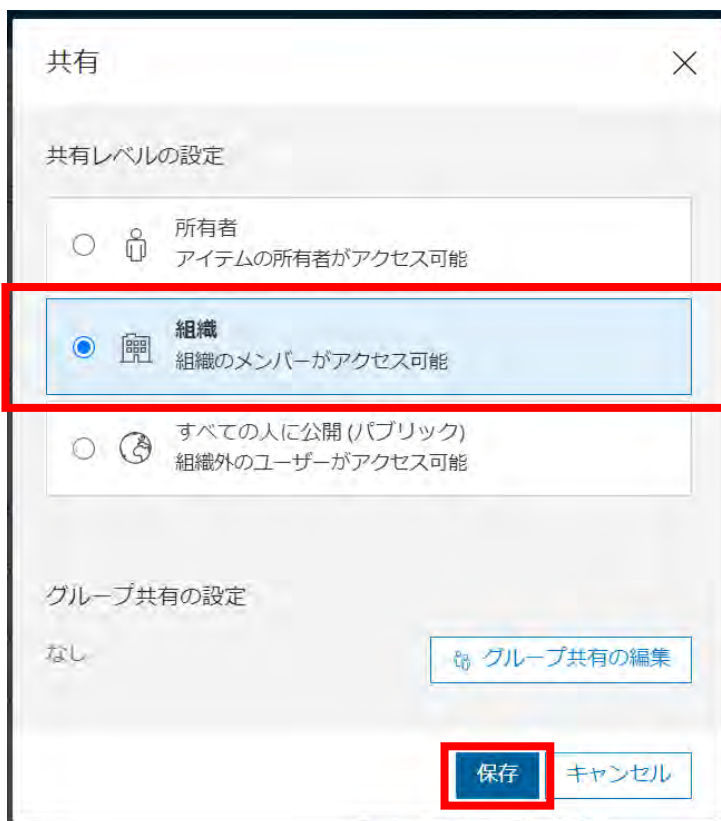 共有
共有レベルの設定
所有者
アイテムの所有者がアクセス可能
組織
組織のメンバーがアクセス可能
すべての人に公開 (パブリック)
組織外のユーザーがアクセス可能
グループ共有の設定
なし
グループ共有の編集
保存
キャンセル